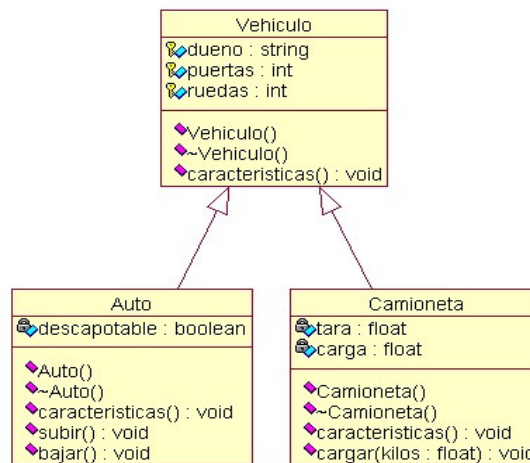 Vehiculo
dueno : string
puertas : int
ruedas : int
Vehiculo()
~Vehiculo()
caracteristicas() : void
Auto
descapotable : boolean
Auto()
~Auto()
caracteristicas() : void
subir() : void
bajar() : void
Camioneta
tara : float
carga : float
Camioneta()
~Camioneta()
caracteristicas() : void
cargar(kilos : float) : void